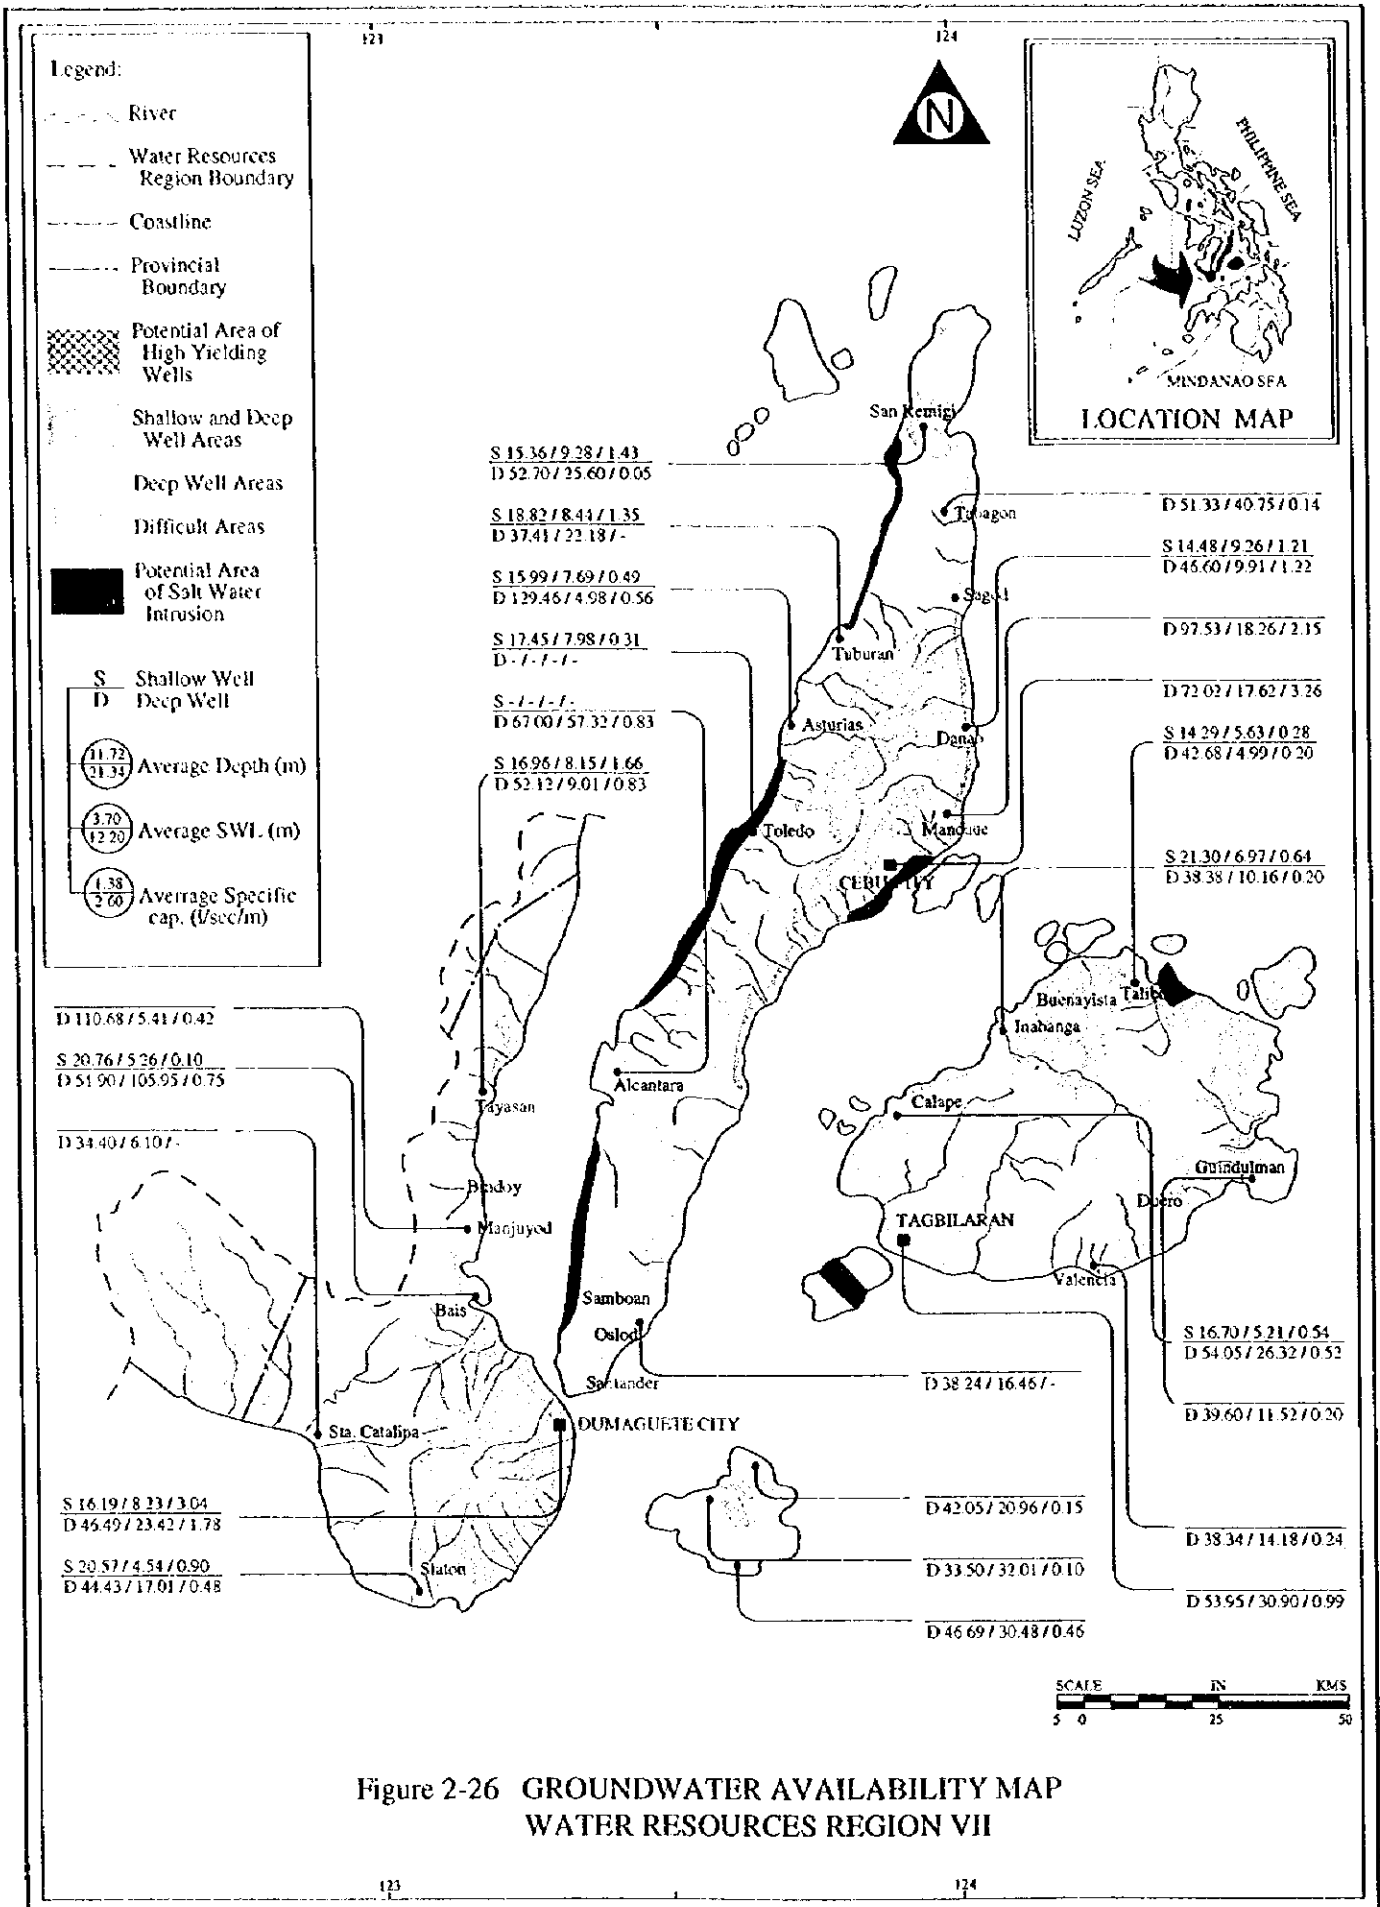 123
124
Legend:
River
Water Resources
Region Boundary
Coastline
Provincial
Boundary
Potential Area of
High Yielding
Wells
Shallow and Deep
Well Areas
Deep Well Areas
Difficult Areas
Potential Area
of Salt Water
Intrusion
S Shallow Well
D Deep Well
11.72
21.34
Average Depth (m)
3.70
12.20
Average SWL (m)
1.38
2.60
Averrage Specific
cap. (l/sec/m)
N
LUZON SEA
PHILIPPINE SEA
MINDANAO SEA
LOCATION MAP
San Remigi
S 15.36 / 9.28 / 1.43
D 52.70 / 25.60 / 0.05
S 18.82 / 8.44 / 1.35
D 37.41 / 22.18 / -
S 15.99 / 7.69 / 0.49
D 129.46 / 4.98 / 0.56
S 17.45 / 7.98 / 0.31
D - / - / - / -
S - / - / - / -
D 67.00 / 57.32 / 0.83
S 16.96 / 8.15 / 1.66
D 52.12 / 9.01 / 0.83
D 51.33 / 40.75 / 0.14
S 14.48 / 9.26 / 1.21
D 46.60 / 9.91 / 1.22
D 97.53 / 18.26 / 2.15
D 72.02 / 17.62 / 3.26
S 14.29 / 5.63 / 0.28
D 42.68 / 4.99 / 0.20
S 21.30 / 6.97 / 0.64
D 38.38 / 10.16 / 0.20
Tabagon
Tuburan
Asturias
Danao
Toledo
Mandaue
CEBU CITY
Buenavista
Talibon
Inabanga
Alcantara
Tayasan
Calape
Guindulman
Duero
Bindoy
Manjuyod
TAGBILARAN
Valencia
Bais
Samboan
Oslob
Santander
Sta. Catalipa
DUMAGUETE CITY
Siaton
D 110.68 / 5.41 / 0.42
S 20.76 / 5.26 / 0.10
D 51.90 / 105.95 / 0.75
D 34.40 / 6.10 / -
S 16.19 / 8.23 / 3.04
D 46.49 / 23.42 / 1.78
S 20.57 / 4.54 / 0.90
D 44.43 / 17.01 / 0.48
S 16.70 / 5.21 / 0.54
D 54.05 / 26.32 / 0.52
D 38.24 / 16.46 / -
D 39.60 / 11.52 / 0.20
D 42.05 / 20.96 / 0.15
D 38.34 / 14.18 / 0.24
D 33.50 / 32.01 / 0.10
D 53.95 / 30.90 / 0.99
D 46.69 / 30.48 / 0.46
SCALE IN KMS
5 0 25 50
Figure 2-26 GROUNDWATER AVAILABILITY MAP
WATER RESOURCES REGION VII
123
124